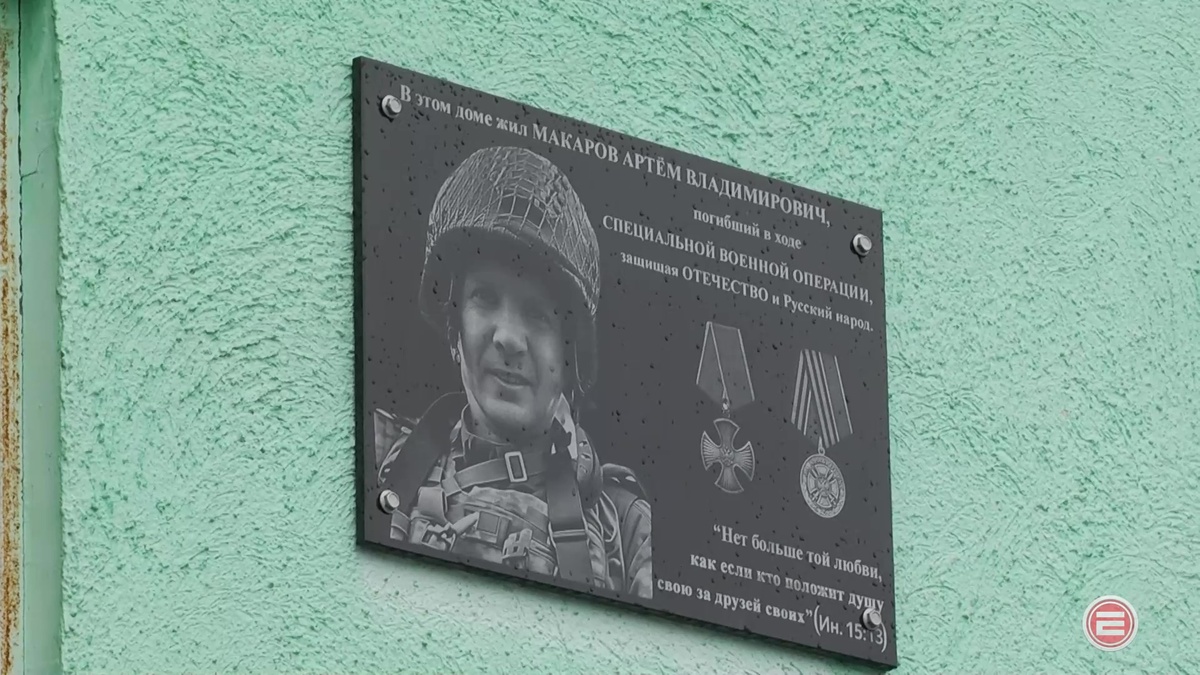 В этом доме жил МАКАРОВ АРТЁМ ВЛАДИМИРОВИЧ,
погибший в ходе
СПЕЦИАЛЬНОЙ ВОЕННОЙ ОПЕРАЦИИ,
защищая ОТЕЧЕСТВО и Русский народ.
“Нет больше той любви,
как если кто положит душу
свою за друзей своих”(Ин. 15:13)